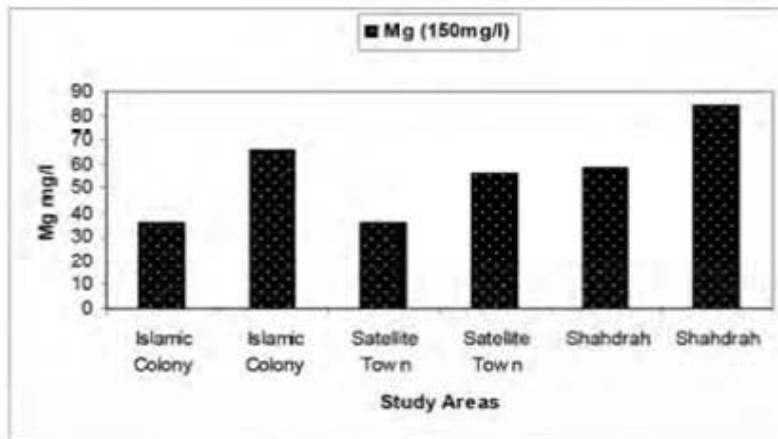 Mg (150mg/l)
90
80
70
60
50
40
30
20
10
0
Mg mg/l
Islamic Colony
Islamic Colony
Satellite Town
Satellite Town
Shahdrah
Shahdrah
Study Areas